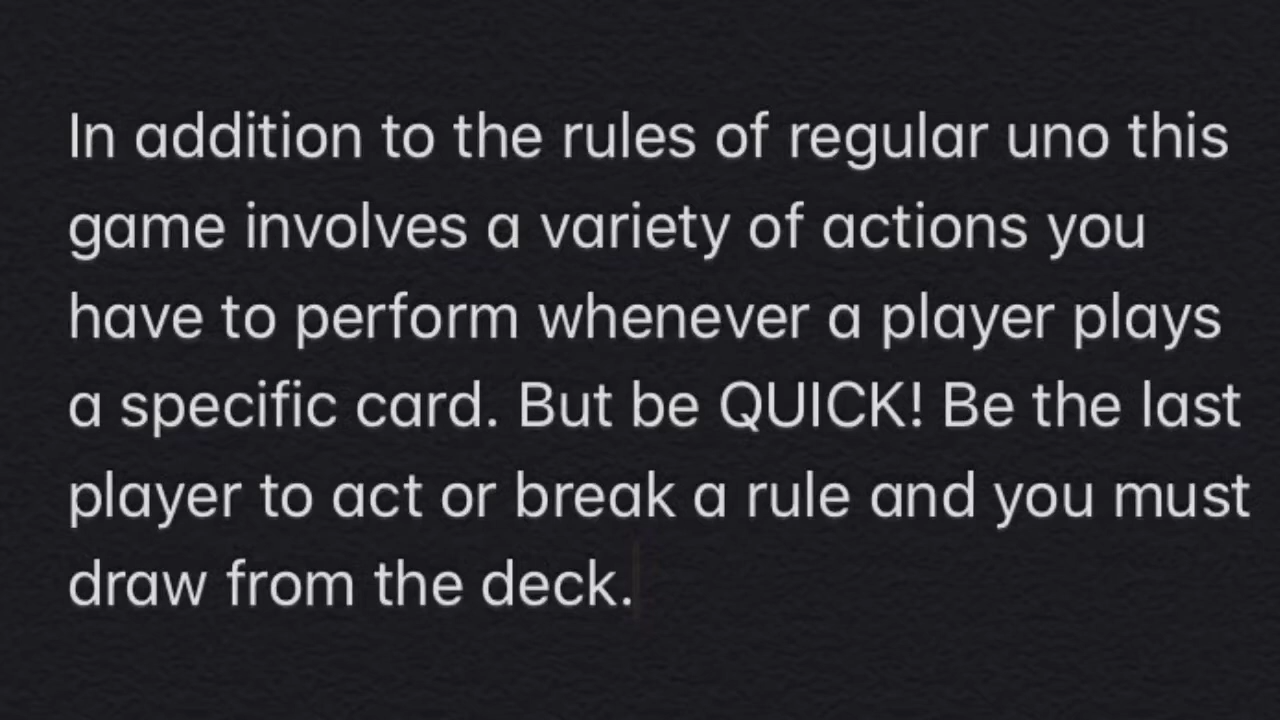 In addition to the rules of regular uno this
game involves a variety of actions you
have to perform whenever a player plays
a specific card. But be QUICK! Be the last
player to act or break a rule and you must
draw from the deck.